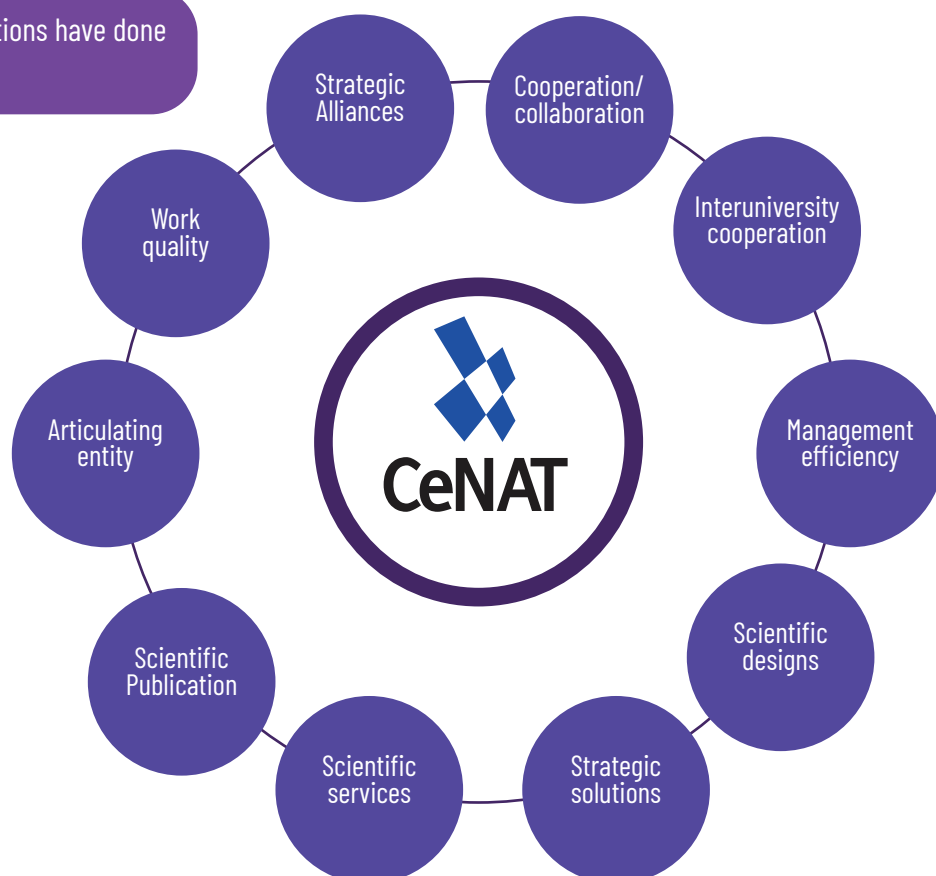 tions have done
Strategic
Alliances
Cooperation/
collaboration
Interuniversity
cooperation
Work
quality
Articulating
entity
Management
efficiency
CeNAT
Scientific
designs
Scientific
Publication
Scientific
services
Strategic
solutions